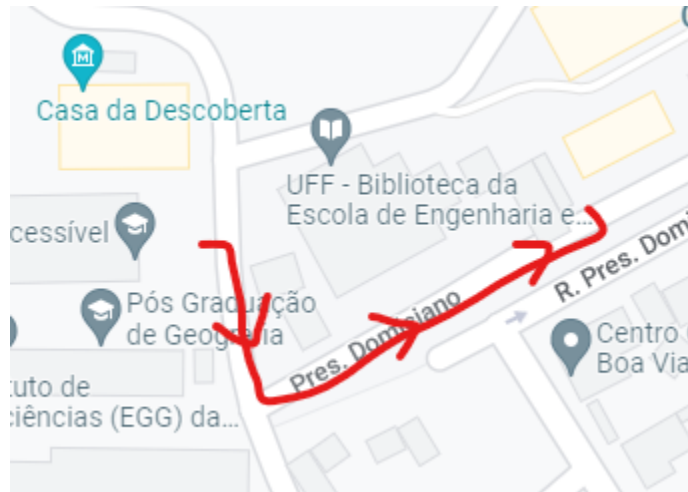 Casa da Descoberta
UFF - Biblioteca da
Escola de Engenharia e...
cessível
R. Pres. Dom
Pós Graduação
de Geografia
Pres. Domiciano
Centro
Boa Via
tuto de
iências (EGG) da...